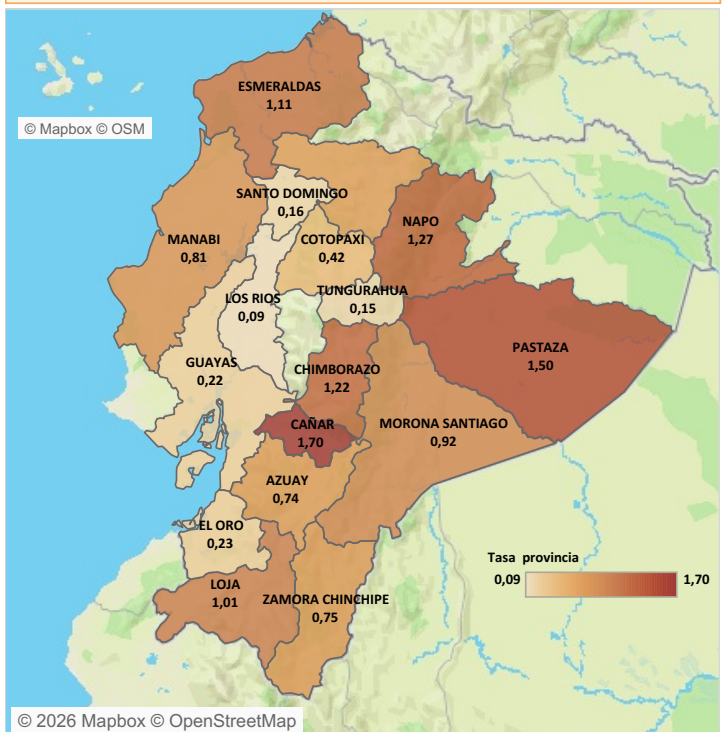 ESMERALDAS
1,11
© Mapbox © OSM
SANTO DOMINGO
0,16
NAPO
1,27
MANABI
0,81
COTOPAXI
0,42
TUNGURAHUA
0,15
LOS RIOS
0,09
PASTAZA
1,50
GUAYAS
0,22
CHIMBORAZO
1,22
CAÑAR
1,70
MORONA SANTIAGO
0,92
AZUAY
0,74
EL ORO
0,23
Tasa provincia
0,09 1,70
LOJA
1,01
ZAMORA CHINCHIPE
0,75
© 2026 Mapbox © OpenStreetMap